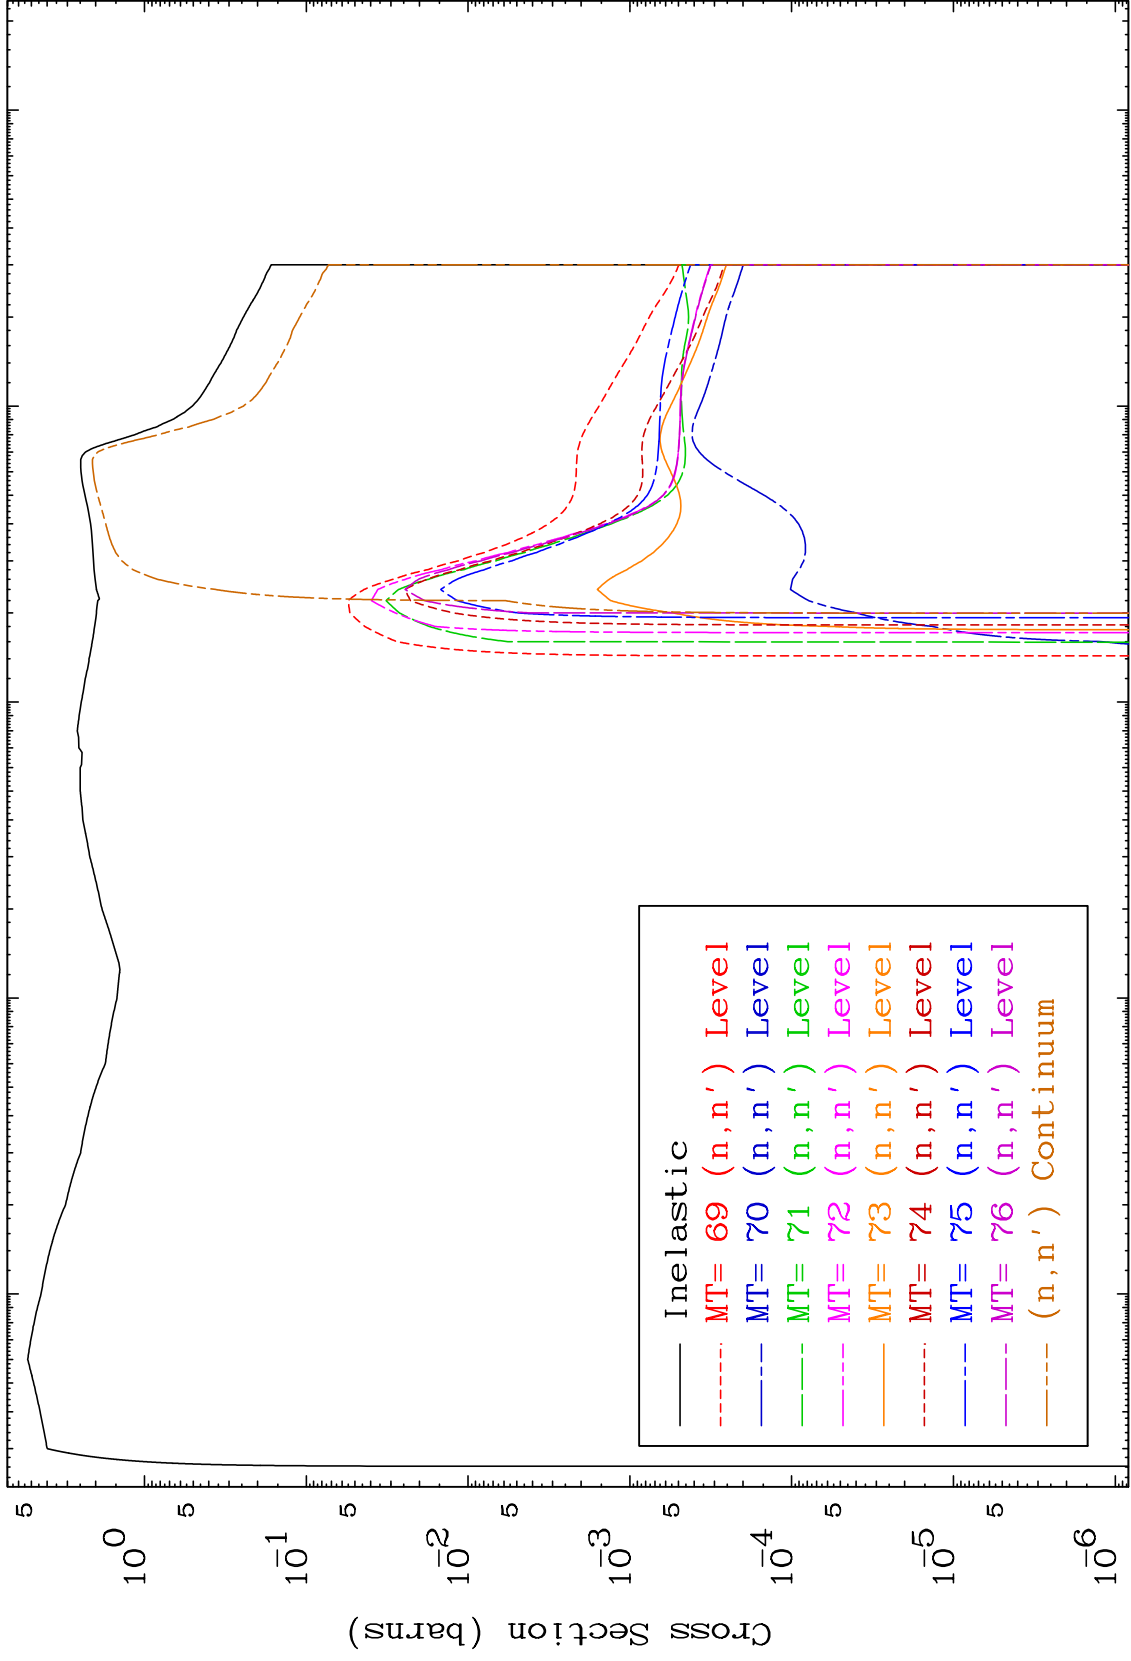 Cross Section (barns)
5
10^0
5
10^-1
5
10^-2
5
10^-3
5
10^-4
5
10^-5
5
10^-6
Inelastic
MT= 69 (n,n') Level
MT= 70 (n,n') Level
MT= 71 (n,n') Level
MT= 72 (n,n') Level
MT= 73 (n,n') Level
MT= 74 (n,n') Level
MT= 75 (n,n') Level
MT= 76 (n,n') Level
(n,n') Continuum